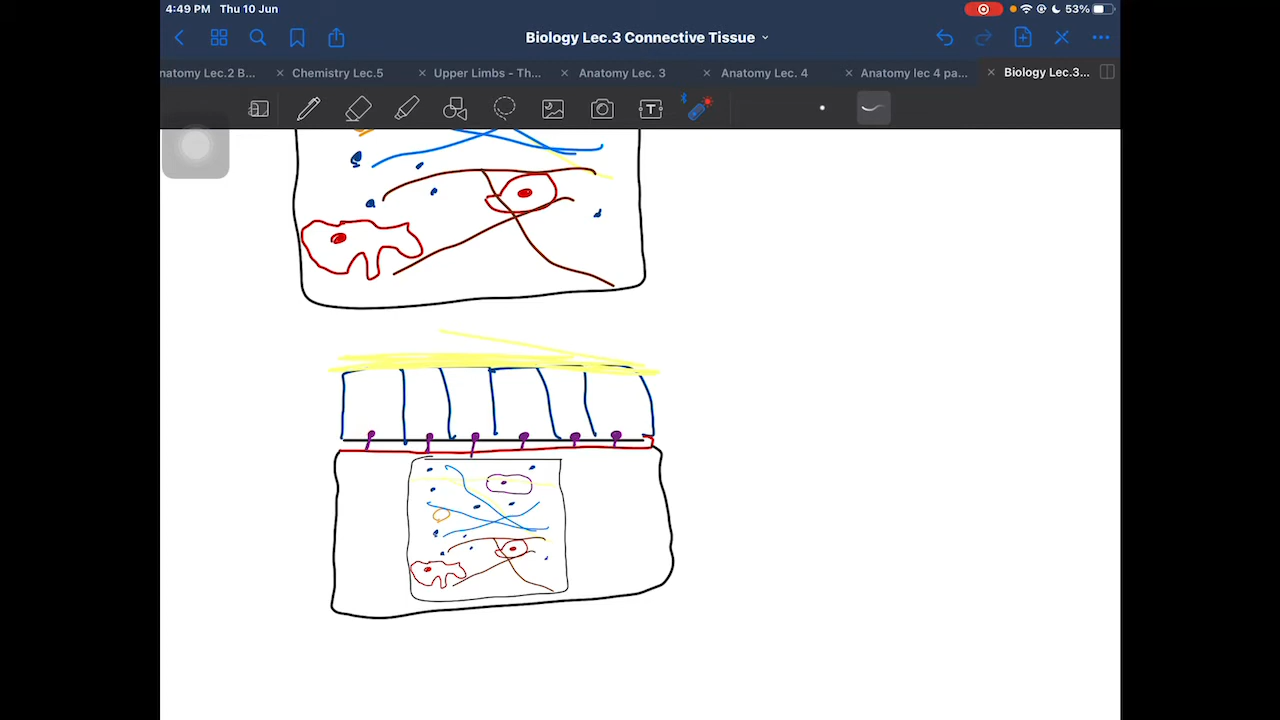 4:49 PM Thu 10 Jun 53%
Biology Lec.3 Connective Tissue
natomy Lec.2 B... Chemistry Lec.5 Upper Limbs - Th... Anatomy Lec. 3 Anatomy Lec. 4 Anatomy lec 4 pa... Biology Lec.3...
T